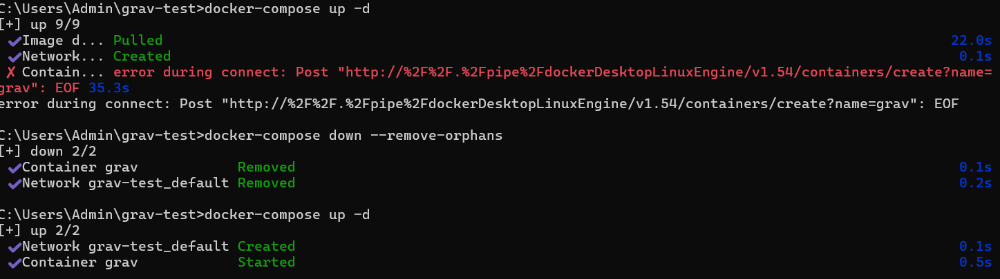 C:\Users\Admin\grav-test>docker-compose up -d
[+] up 9/9
✔Image d... Pulled 22.0s
✔Network... Created 0.1s
✗ Contain... error during connect: Post "http://%2F%2F.%2Fpipe%2FdockerDesktopLinuxEngine/v1.54/containers/create?name=
grav": EOF 35.3s
error during connect: Post "http://%2F%2F.%2Fpipe%2FdockerDesktopLinuxEngine/v1.54/containers/create?name=grav": EOF
C:\Users\Admin\grav-test>docker-compose down --remove-orphans
[+] down 2/2
✔Container grav Removed 0.1s
✔Network grav-test_default Removed 0.2s
C:\Users\Admin\grav-test>docker-compose up -d
[+] up 2/2
✔Network grav-test_default Created 0.1s
✔Container grav Started 0.5s